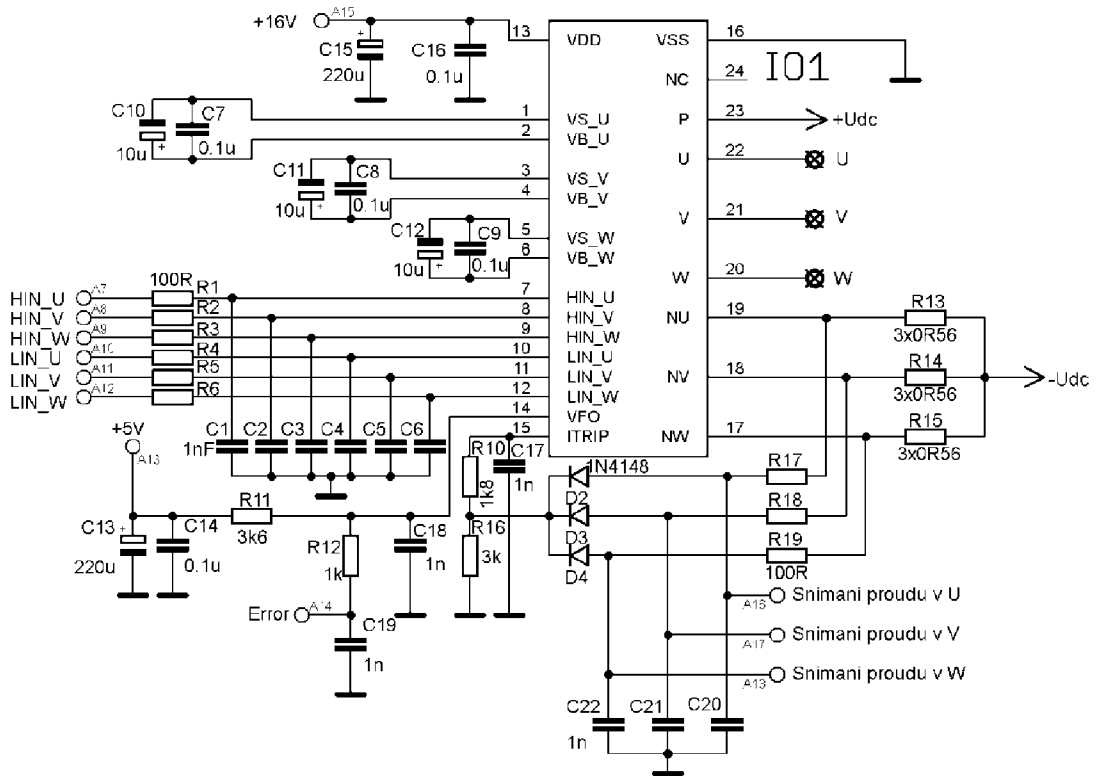 +16V
A15
C15
220u
C16
0.1u
+
13
VDD
VSS
16
NC
24
IO1
P
23
+Udc
C10
10u
+
C7
0.1u
1
VS_U
2
VB_U
U
22
U
C11
10u
+
C8
0.1u
3
VS_V
4
VB_V
V
21
V
C12
10u
+
C9
0.1u
5
VS_W
6
VB_W
W
20
W
100R
HIN_U
A7
R1
7
HIN_U
HIN_V
A8
R2
8
HIN_V
HIN_W
A9
R3
9
HIN_W
LIN_U
A10
R4
10
LIN_U
LIN_V
A11
R5
11
LIN_V
LIN_W
A12
R6
12
LIN_W
14
VFO
15
ITRIP
NU
19
R13
3x0R56
NV
18
R14
3x0R56
-Udc
NW
17
R15
3x0R56
+5V
A13
C1
C2
C3
C4
C5
C6
1nF
R10
1k8
C17
1n
1N4148
D2
D3
D4
R17
R18
R19
100R
C13
220u
+
C14
0.1u
R11
3k6
R12
1k
C18
1n
R16
3k
Error
A14
C19
1n
A16
Snimani proudu v U
A17
Snimani proudu v V
A13
Snimani proudu v W
C22
1n
C21
C20